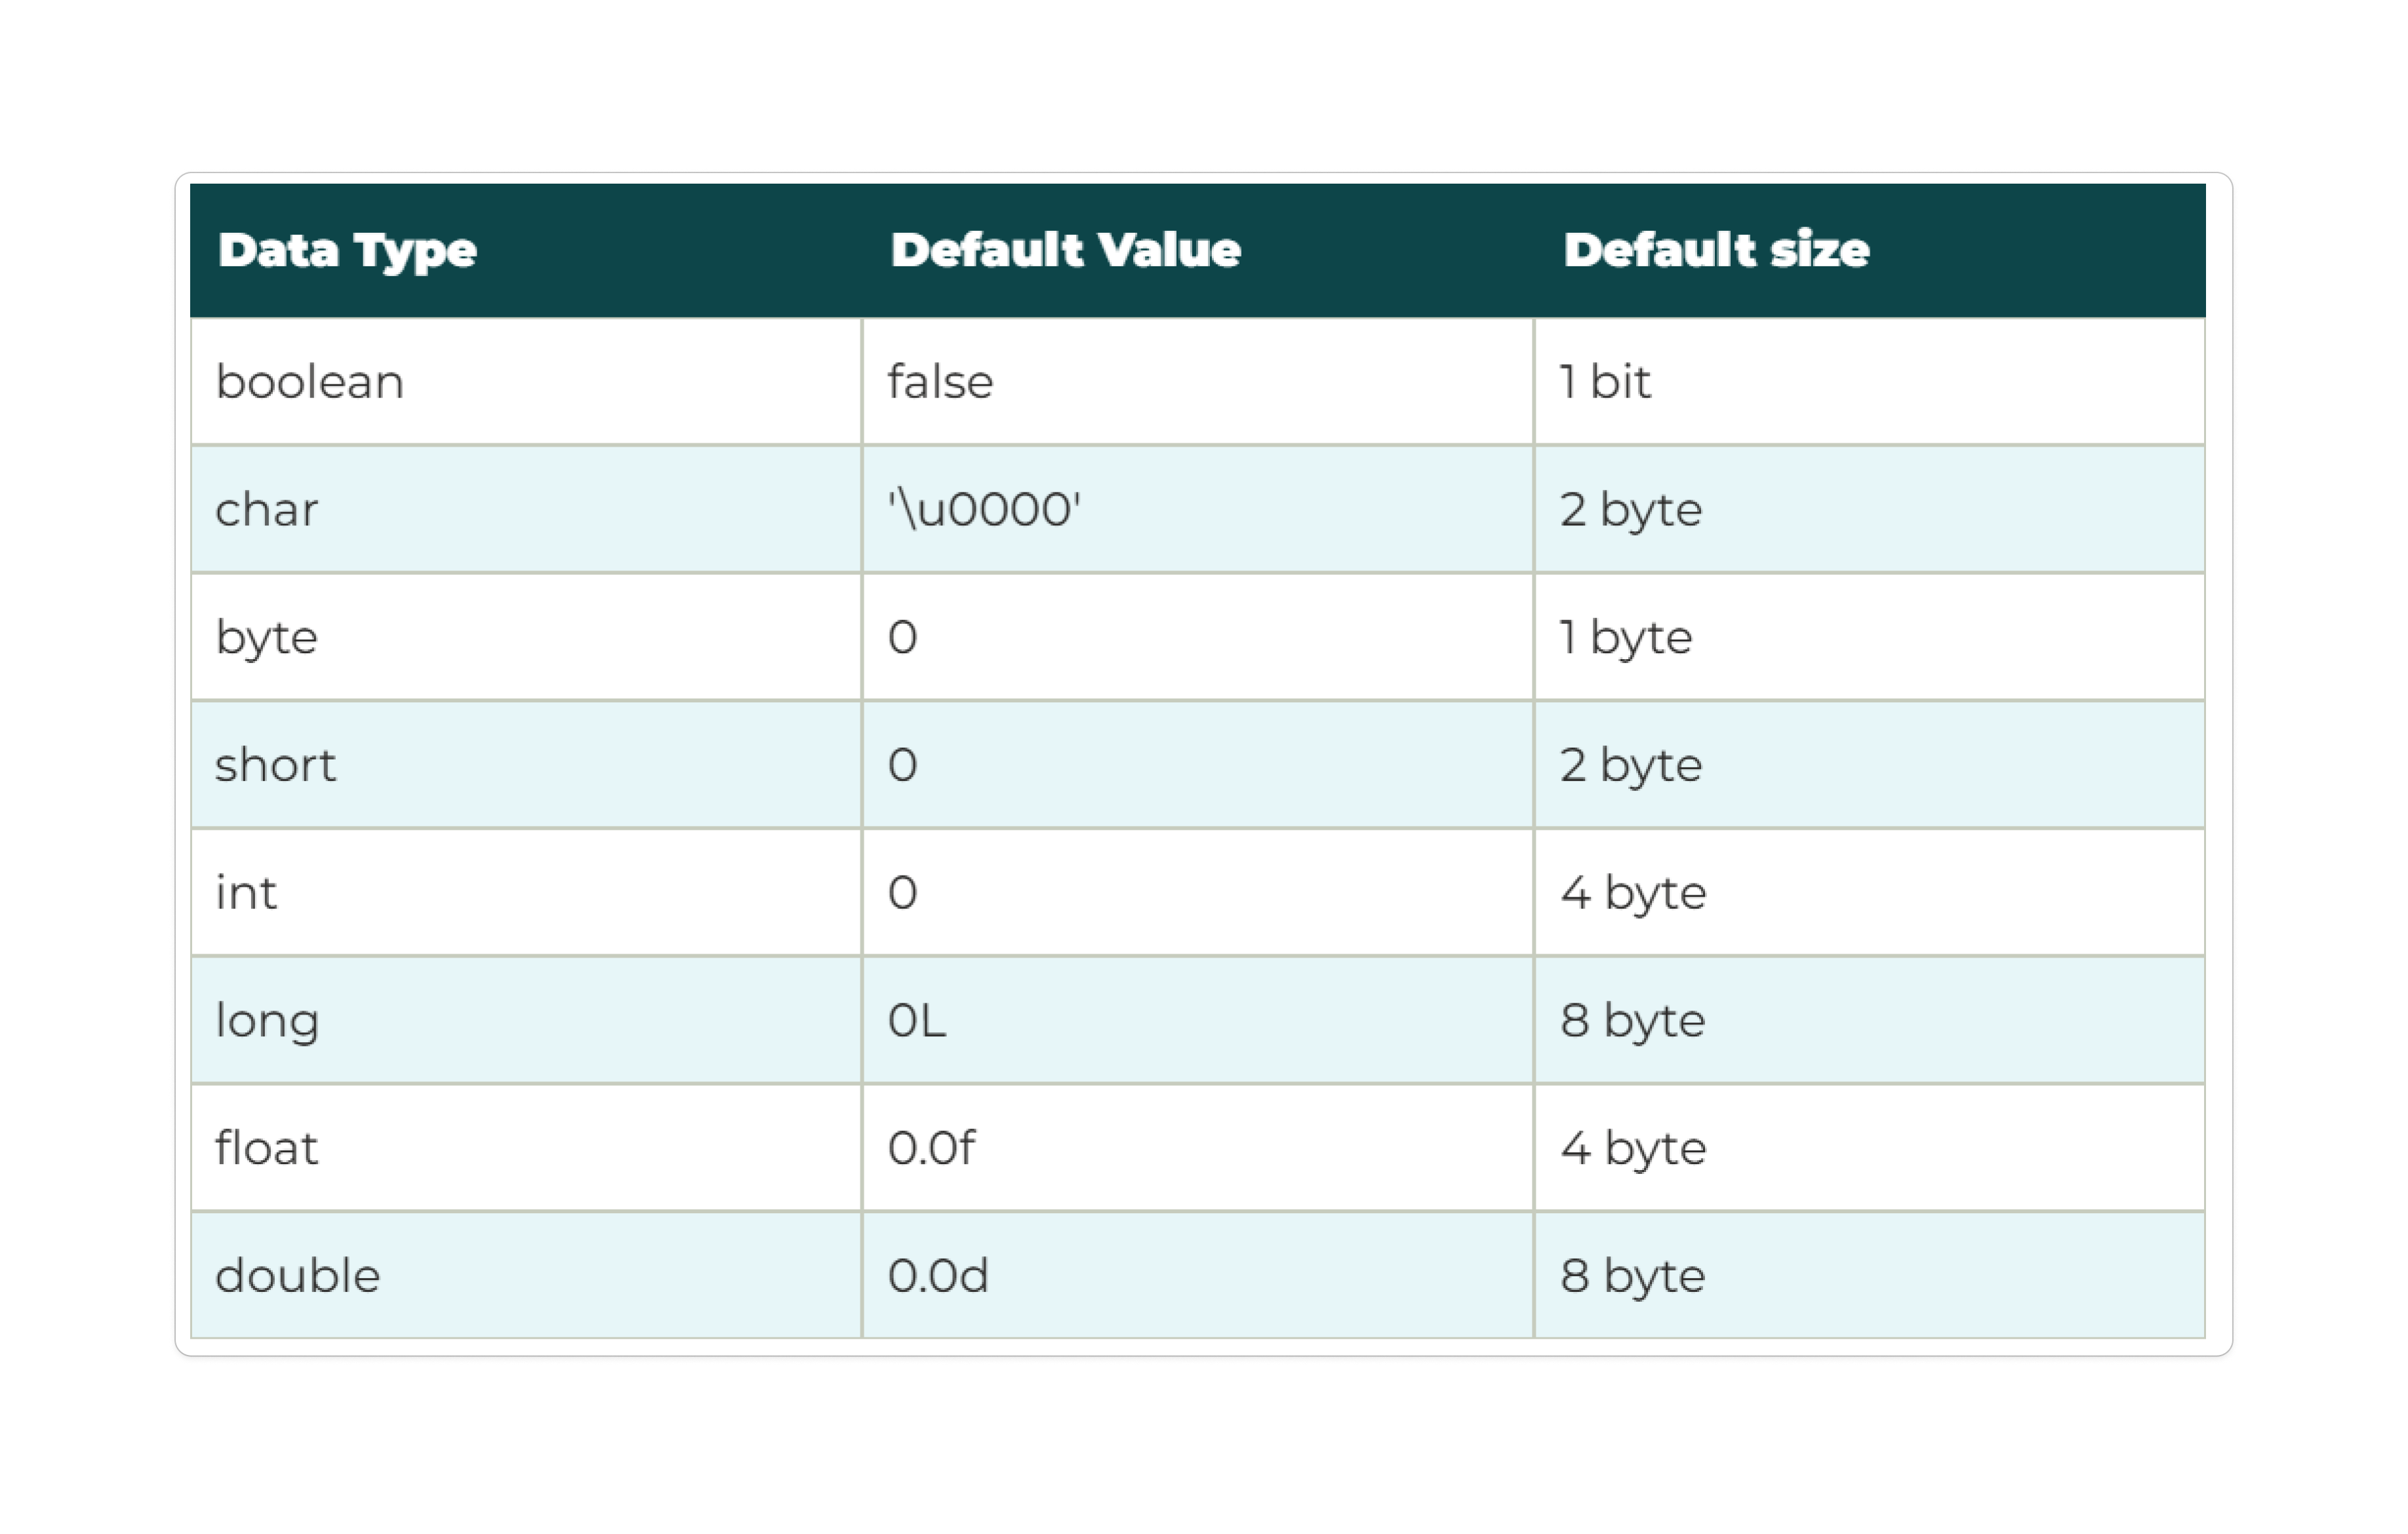 Data Type Default Value Default size
boolean false 1 bit
char '\u0000' 2 byte
byte 0 1 byte
short 0 2 byte
int 0 4 byte
long 0L 8 byte
float 0.0f 4 byte
double 0.0d 8 byte